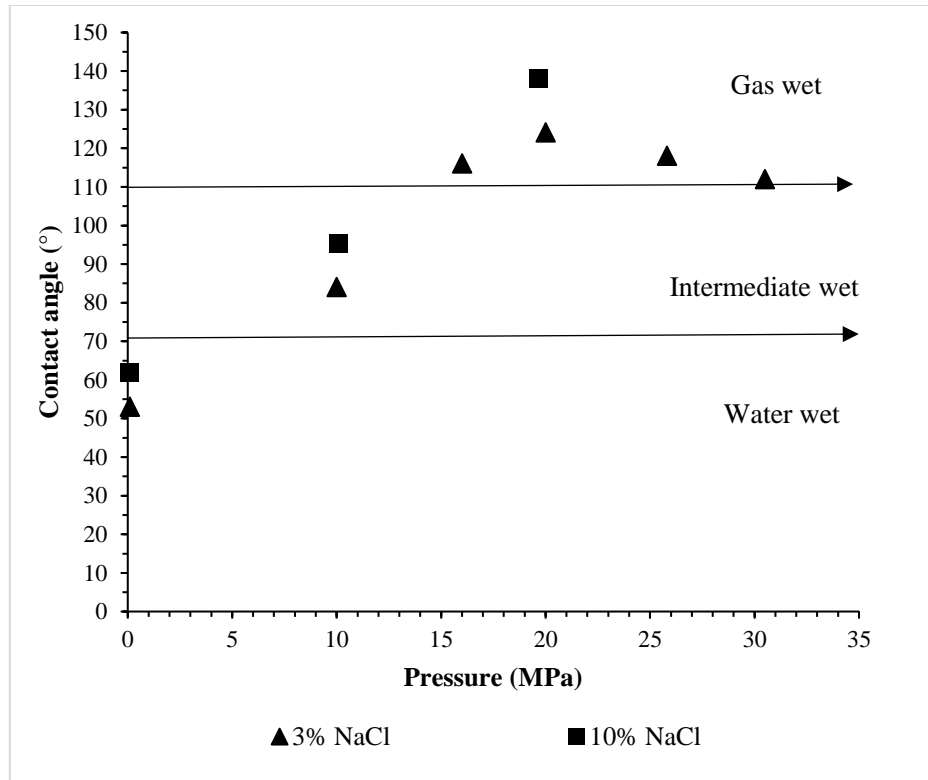 150
140
130
120
110
100
90
80
70
60
50
40
30
20
10
0
Contact angle (°)
Gas wet
Intermediate wet
Water wet
0 5 10 15 20 25 30 35
Pressure (MPa)
3% NaCl 10% NaCl